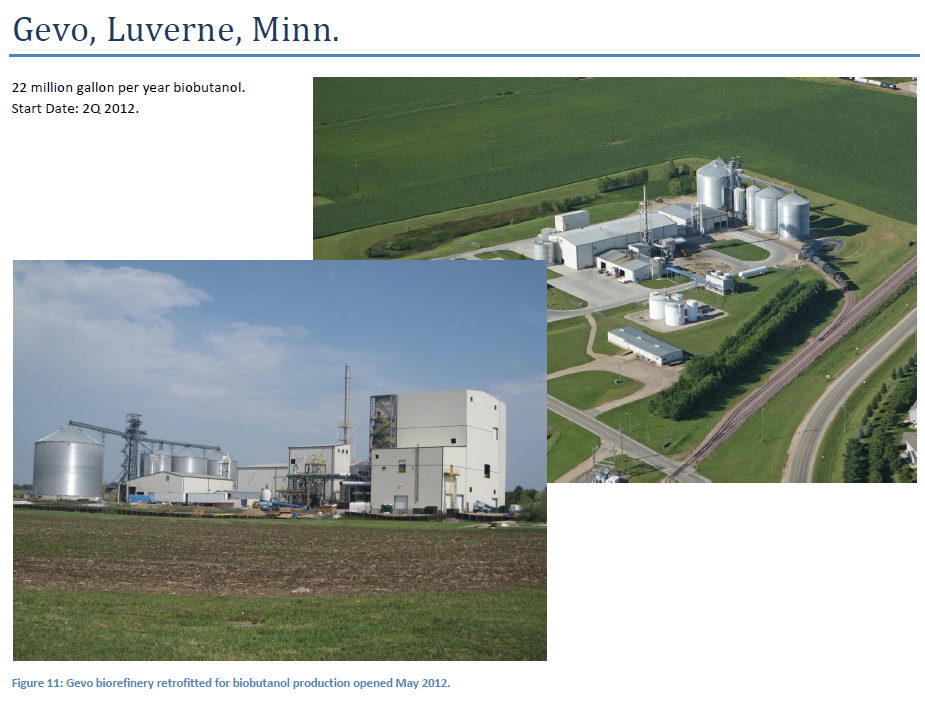 Gevo, Luverne, Minn.
22 million gallon per year biobutanol.
Start Date: 2Q 2012.
Figure 11: Gevo biorefinery retrofitted for biobutanol production opened May 2012.